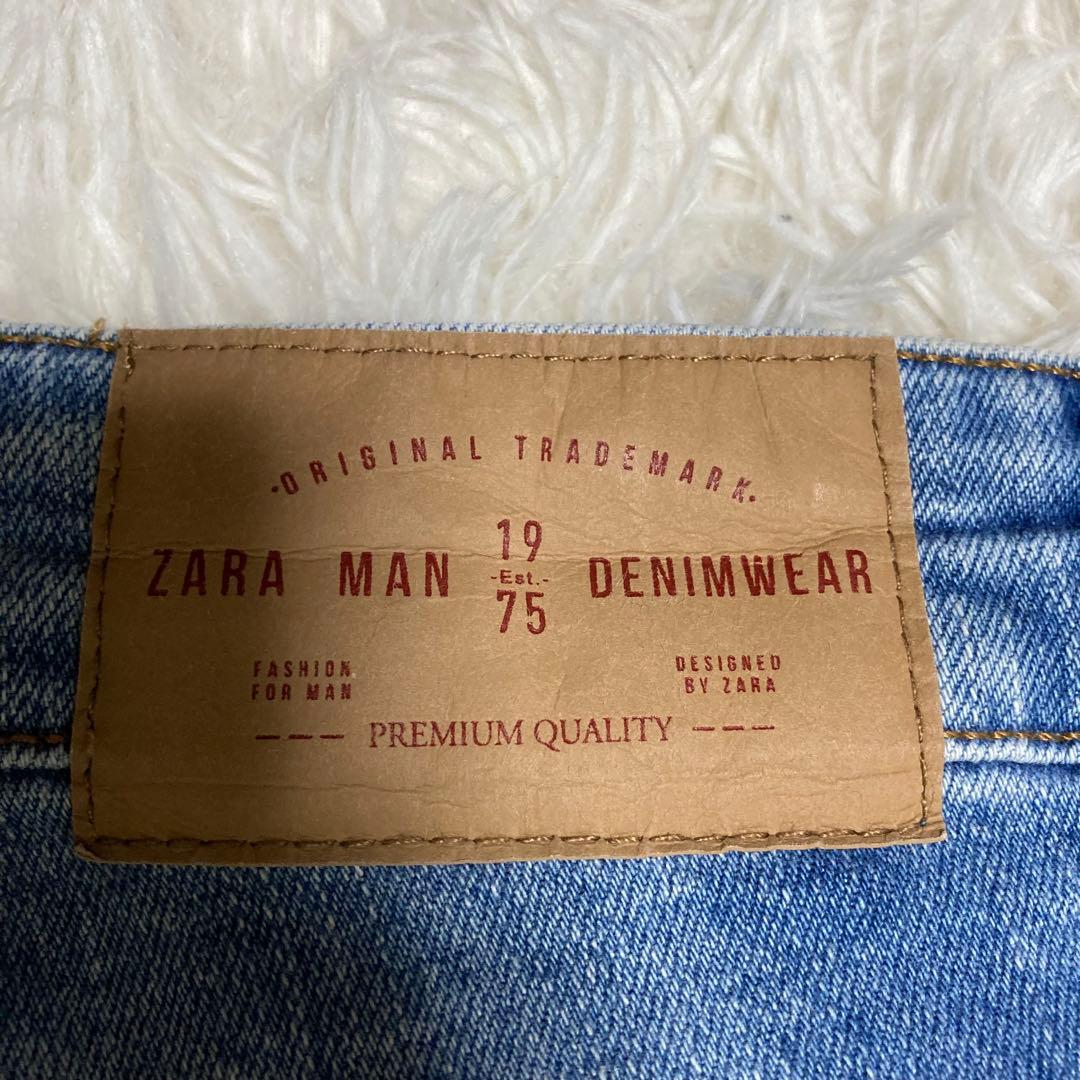 ·ORIGINAL TRADEMARK.
ZARA MAN 19 -Est.- 75 DENIMWEAR
FASHION FOR MAN
DESIGNED BY ZARA
--- PREMIUM QUALITY ---